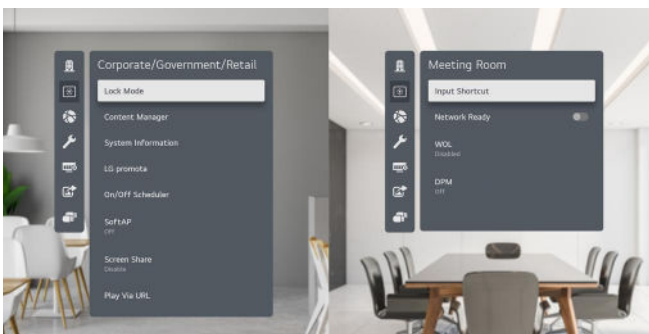 Corporate/Government/Retail
Lock Mode
Content Manager
System Information
LG promota
On/Off Scheduler
SoftAP
OFF
Screen Share
Disable
Play Via URL
Meeting Room
Input Shortcut
Network Ready
WOL
Disabled
DPM
Off